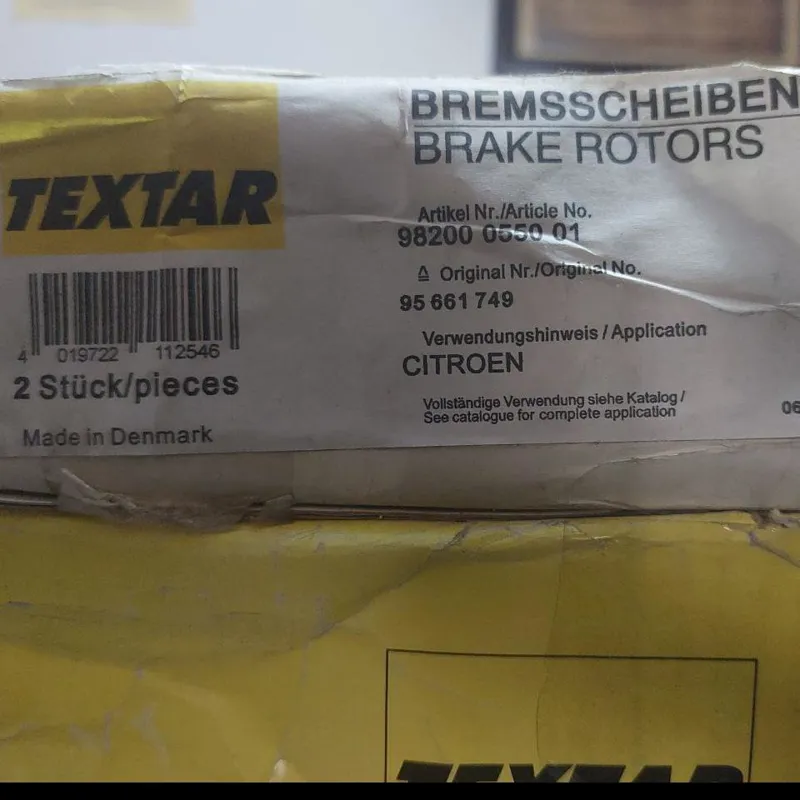 TEXTAR
4 019722 112546
2 Stück/pieces
Made in Denmark
BREMSSCHEIBEN
BRAKE ROTORS
Artikel Nr./Article No.
98200 0550 01
≙ Original Nr./Original No.
95 661 749
Verwendungshinweis / Application
CITROEN
Vollständige Verwendung siehe Katalog /
See catalogue for complete application
06
TEXTAR